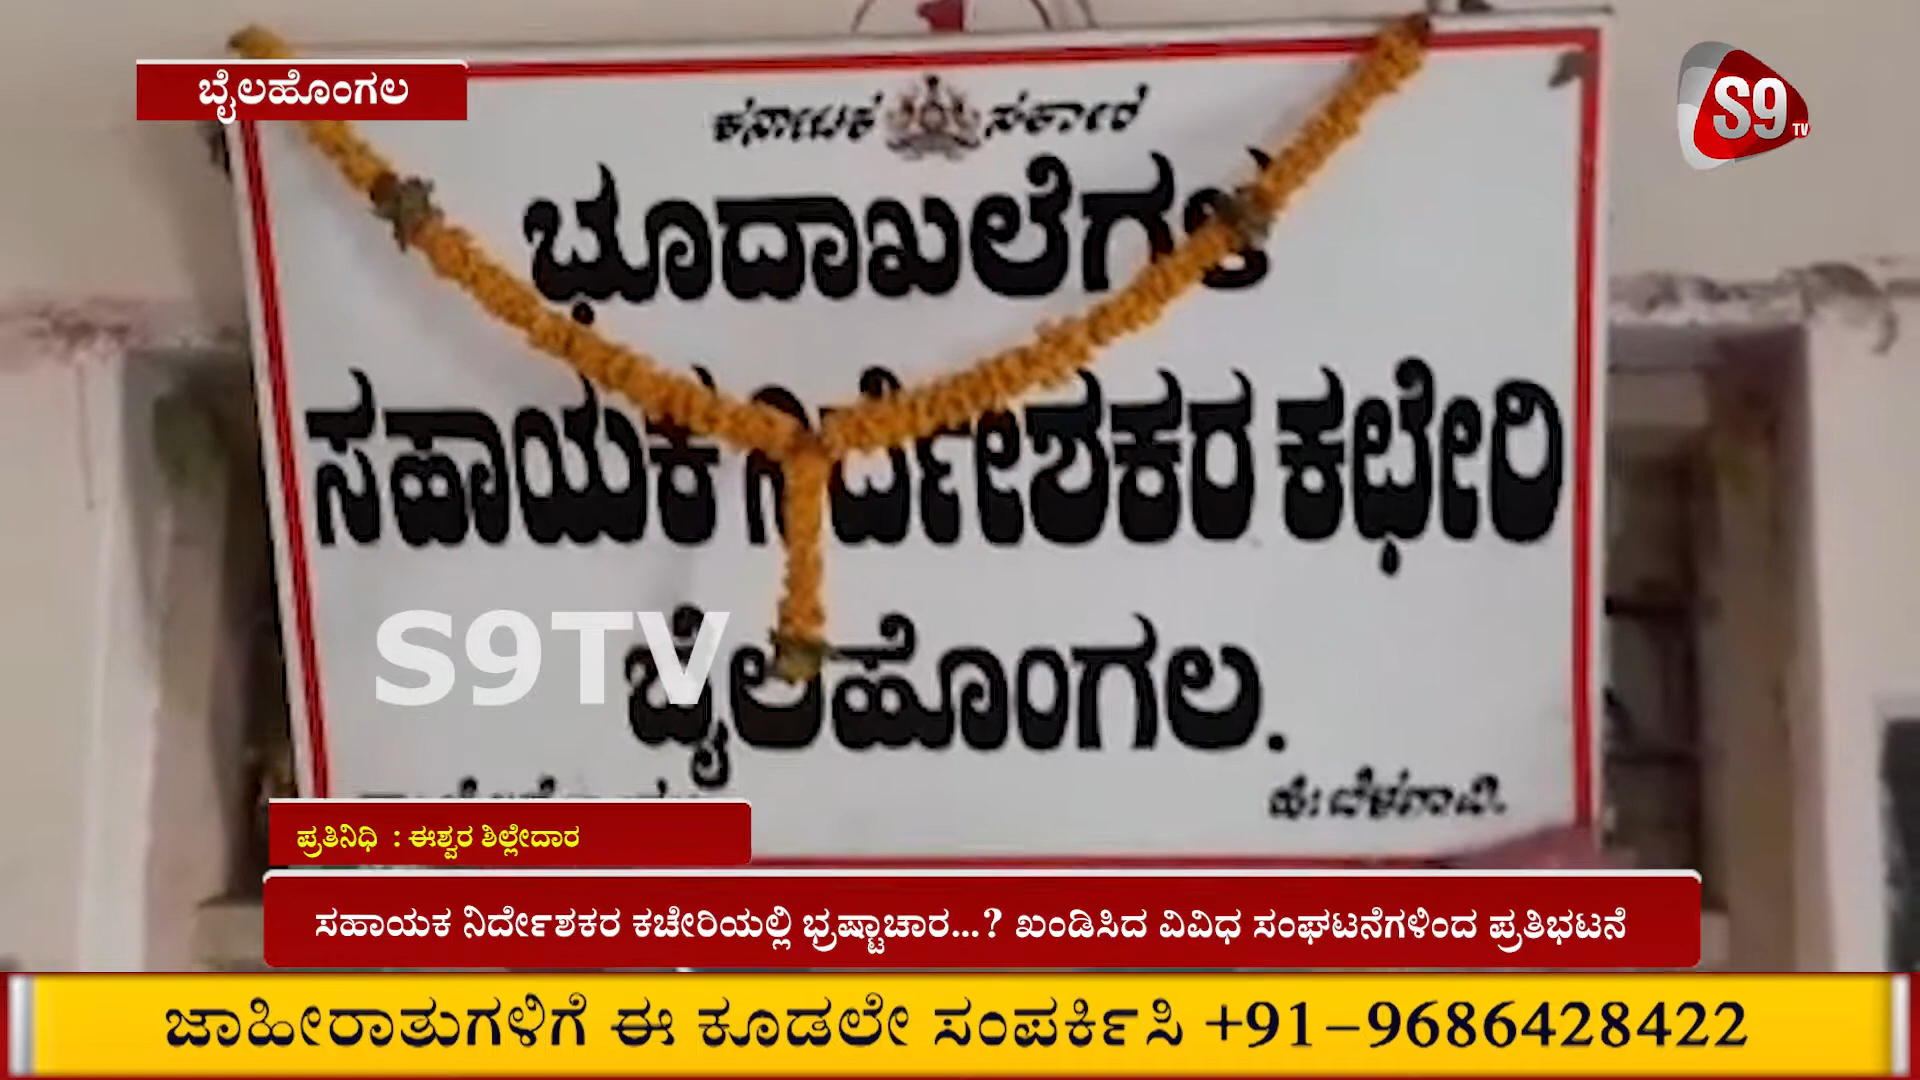 ಬೈಲಹೊಂಗಲ
S9 TV
ಕರ್ನಾಟಕ ಸರ್ಕಾರ
ಭೂದಾಖಲೆಗಳ
ಸಹಾಯಕ ನಿರ್ದೇಶಕರ ಕಛೇರಿ
ಬೈಲಹೊಂಗಲ.
S9TV
ಜಿ: ಬೆಳಗಾವಿ.
ಪ್ರತಿನಿಧಿ : ಈಶ್ವರ ಶಿಲ್ಲೇದಾರ
ಸಹಾಯಕ ನಿರ್ದೇಶಕರ ಕಚೇರಿಯಲ್ಲಿ ಭ್ರಷ್ಟಾಚಾರ...? ಖಂಡಿಸಿದ ವಿವಿಧ ಸಂಘಟನೆಗಳಿಂದ ಪ್ರತಿಭಟನೆ
ಜಾಹೀರಾತುಗಳಿಗೆ ಈ ಕೂಡಲೇ ಸಂಪರ್ಕಿಸಿ +91-9686428422